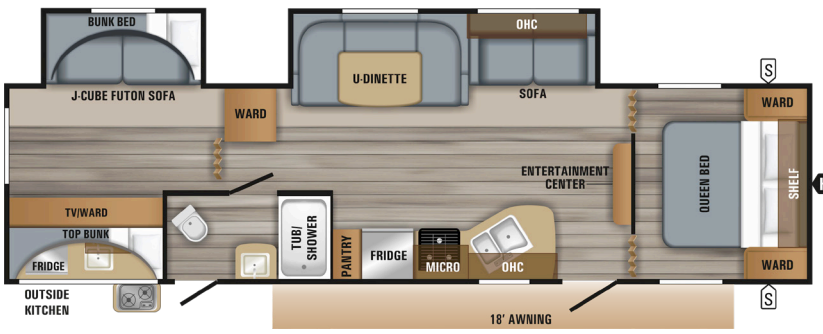 BUNK BED
OHC
U-DINETTE
J-CUBE FUTON SOFA
SOFA
S
WARD
WARD
ENTERTAINMENT
CENTER
QUEEN BED
SHELF
TV/WARD
TOP BUNK
TUB/
SHOWER
PANTRY
FRIDGE
MICRO
OHC
WARD
FRIDGE
OUTSIDE
KITCHEN
S
18' AWNING